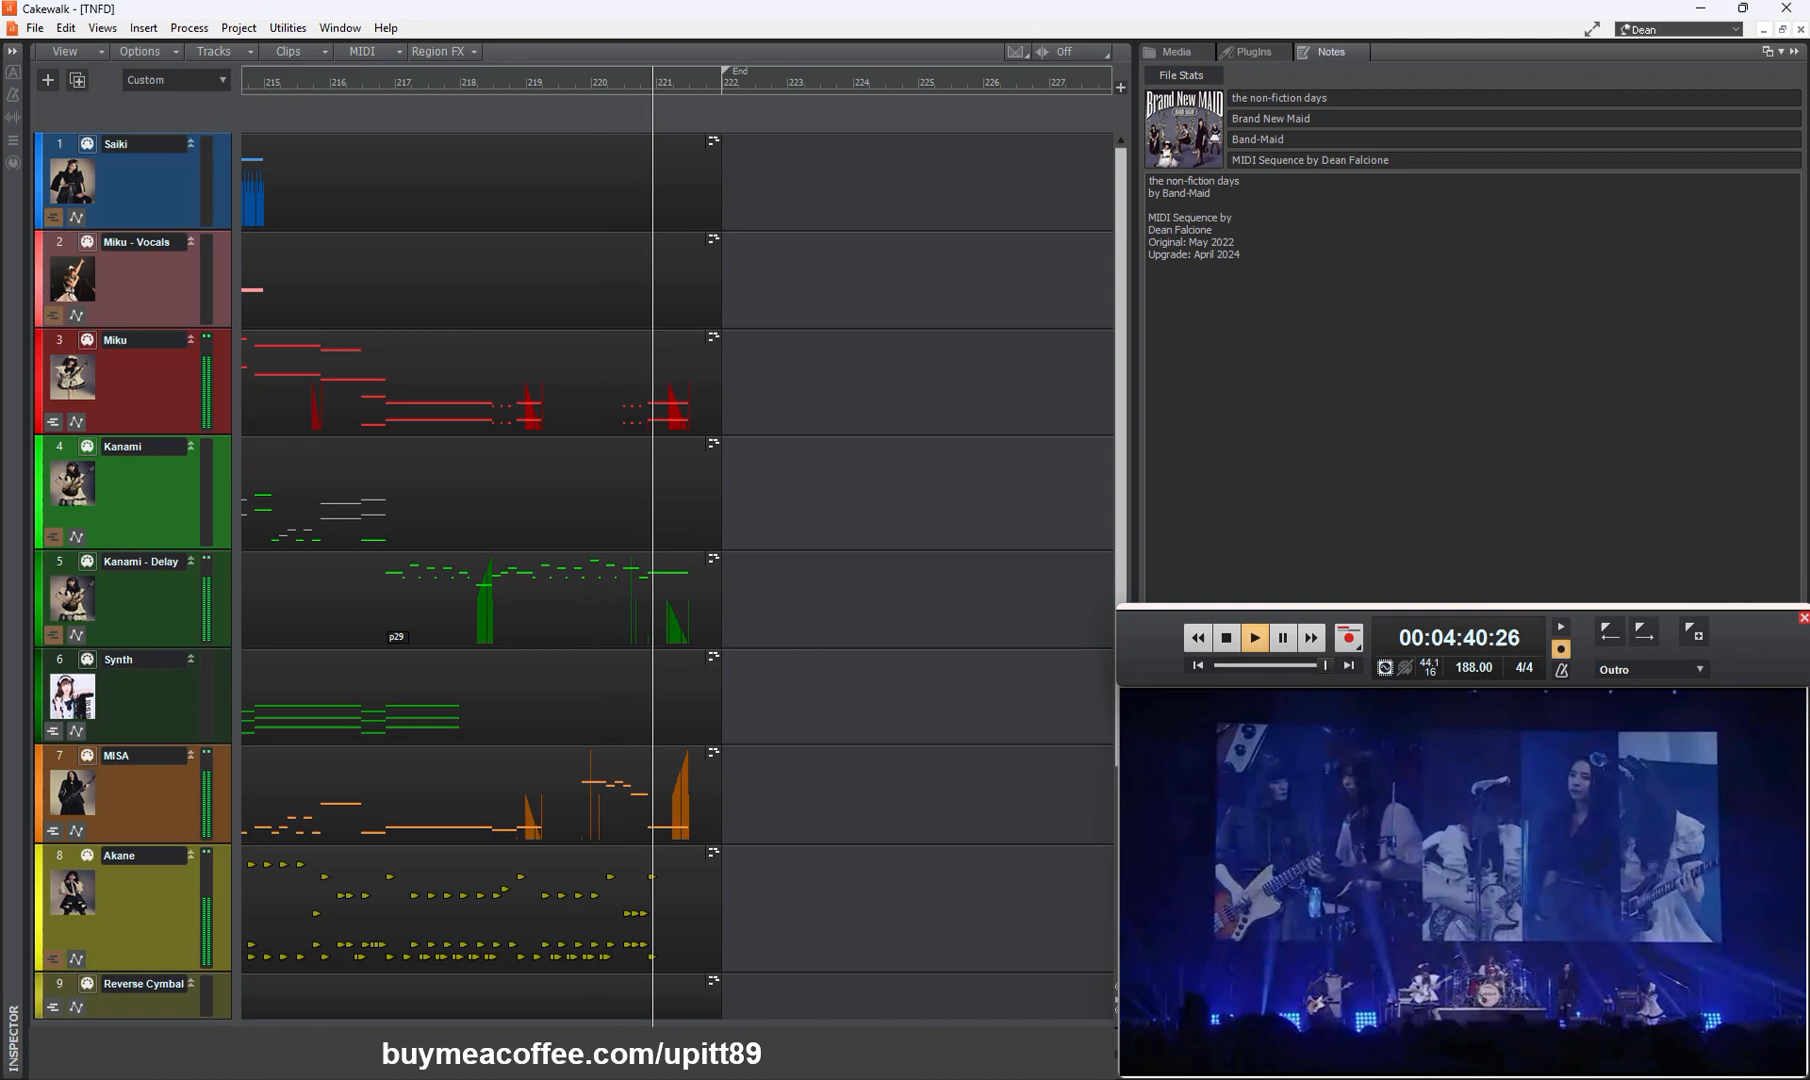 Cakewalk - [TNFD]
File Edit Views Insert Process Project Utilities Window Help
Dean
View Options Tracks Clips MIDI Region FX Off
Media PlugIns Notes
Custom
215 216 217 218 219 220 221 222 223 224 225 226 227
End
File Stats
Brand New MAID
BAND-MAID
the non-fiction days
Brand New Maid
Band-Maid
MIDI Sequence by Dean Falcione
the non-fiction days
by Band-Maid
MIDI Sequence by
Dean Falcione
Original: May 2022
Upgrade: April 2024
1 Saiki
2 Miku - Vocals
3 Miku
4 Kanami
5 Kanami - Delay
p29
6 Synth
7 MISA
8 Akane
9 Reverse Cymbal
INSPECTOR
00:04:40:26
44.1
16
188.00 4/4
Outro
buymeacoffee.com/upitt89